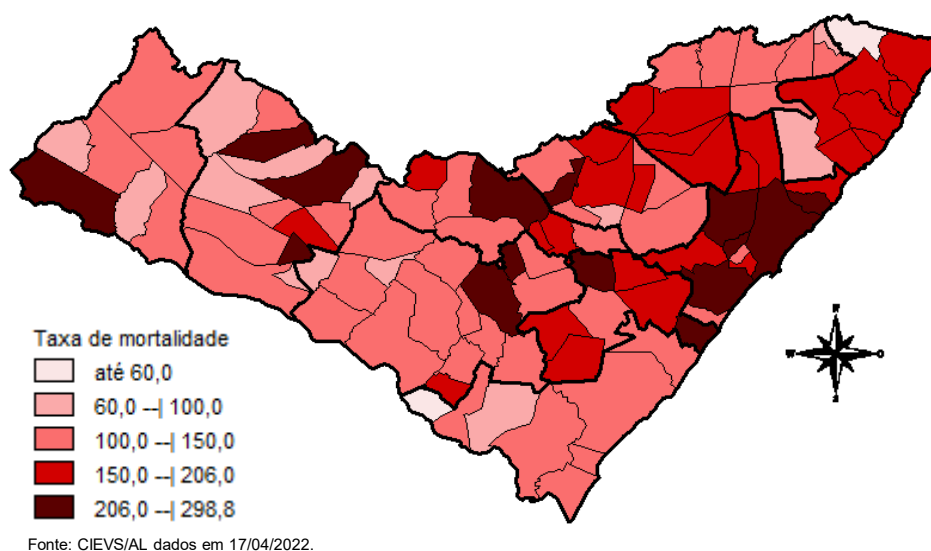 Taxa de mortalidade
até 60,0
60,0 --| 100,0
100,0 --| 150,0
150,0 --| 206,0
206,0 --| 298,8
Fonte: CIEVS/AL dados em 17/04/2022.